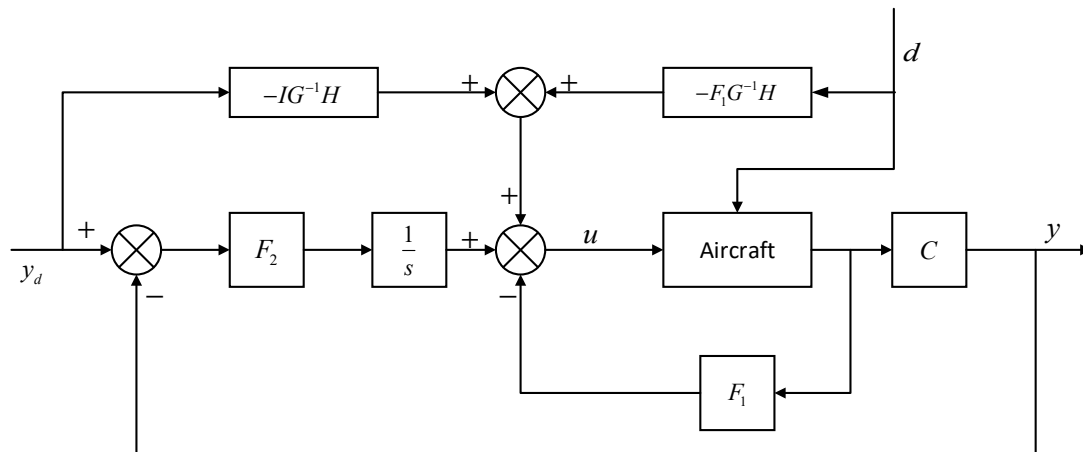 d
−IG⁻¹H
+
+
−F₁G⁻¹H
+
+
y_d
−
F₂
1/s
+
−
u
Aircraft
C
y
F₁